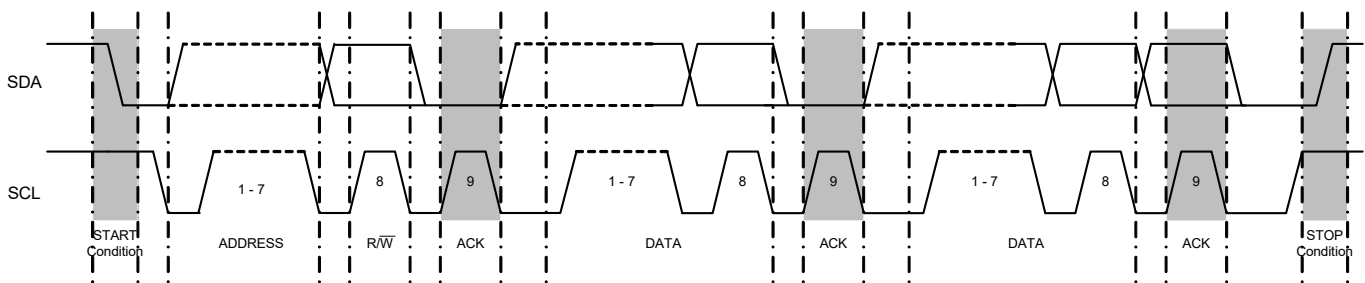 SDA
SCL
1 - 7
8
9
1 - 7
8
9
1 - 7
8
9
START
Condition
ADDRESS
R/W̅
ACK
DATA
ACK
DATA
ACK
STOP
Condition